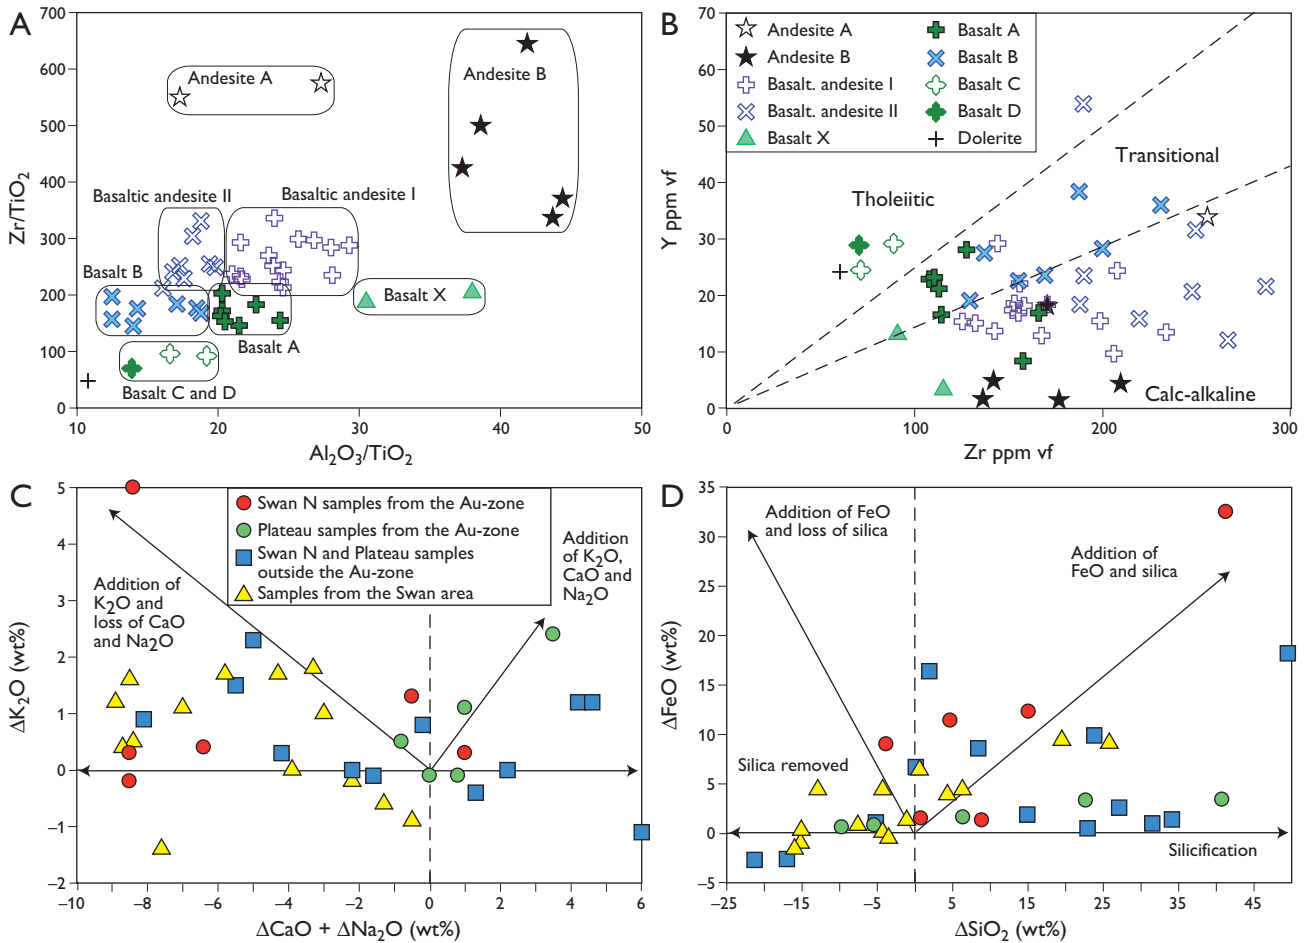 A
700
600
500
400
300
200
100
0
Zr/TiO2
10
20
30
40
50
Al2O3/TiO2
Andesite A
Andesite B
Basaltic andesite II
Basaltic andesite I
Basalt B
Basalt X
Basalt A
Basalt C and D
B
70
60
50
40
30
20
10
0
Y ppm vf
0
100
200
300
Zr ppm vf
Andesite A
Andesite B
Basalt. andesite I
Basalt. andesite II
Basalt X
Basalt A
Basalt B
Basalt C
Basalt D
Dolerite
Tholeiitic
Transitional
Calc-alkaline
C
5
4
3
2
1
0
–1
–2
ΔK2O (wt%)
–10
–8
–6
–4
–2
0
2
4
6
ΔCaO + ΔNa2O (wt%)
Swan N samples from the Au-zone
Plateau samples from the Au-zone
Swan N and Plateau samples
outside the Au-zone
Samples from the Swan area
Addition of
K2O and
loss of CaO
and Na2O
Addition
of K2O,
CaO and
Na2O
D
35
30
25
20
15
10
5
0
–5
ΔFeO (wt%)
–25
–15
–5
5
15
25
35
45
ΔSiO2 (wt%)
Addition of FeO
and loss of silica
Addition of
FeO and silica
Silica removed
Silicification